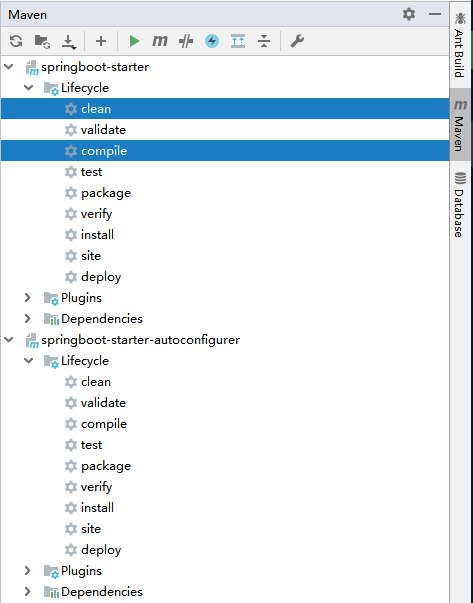 Maven
springboot-starter
Lifecycle
clean
validate
compile
test
package
verify
install
site
deploy
Plugins
Dependencies
springboot-starter-autoconfigurer
Lifecycle
clean
validate
compile
test
package
verify
install
site
deploy
Plugins
Dependencies
Ant Build
m Maven
Database